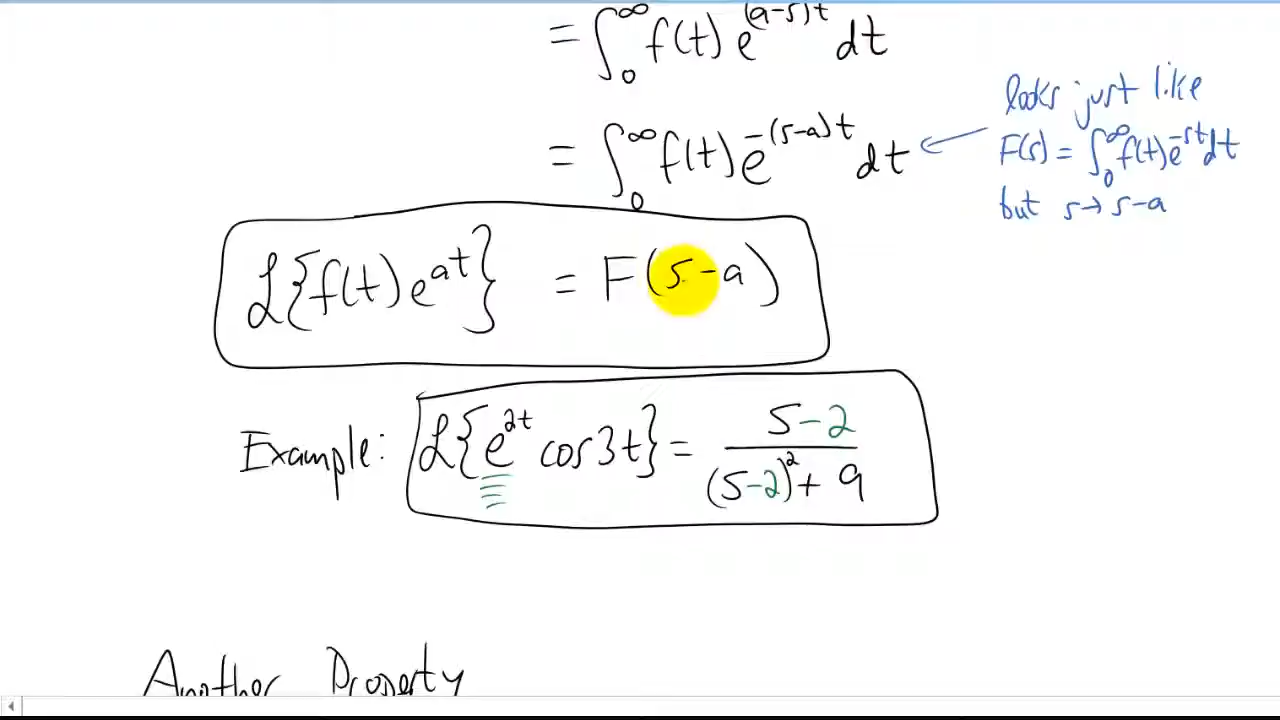 = ∫₀^∞ f(t) e^(a-s)t dt
= ∫₀^∞ f(t) e^-(s-a)t dt
looks just like
F(s) = ∫₀^∞ f(t) e^-st dt
but s → s-a
ℒ{f(t) e^at} = F(s-a)
Example: ℒ{e^2t cos 3t} = (s-2)/((s-2)² + 9)
Another Property